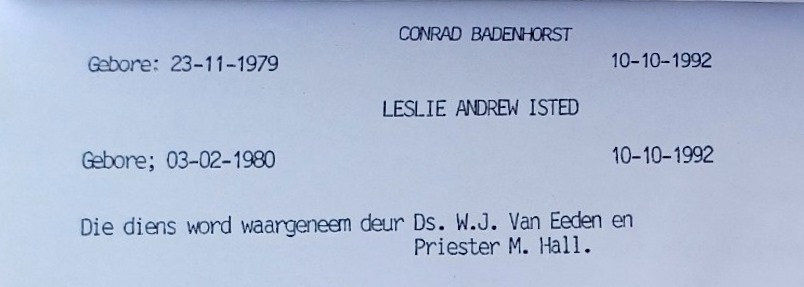 CONRAD BADENHORST
Gebore: 23-11-1979 10-10-1992
LESLIE ANDREW ISTED
Gebore; 03-02-1980 10-10-1992
Die diens word waargeneem deur Ds. W.J. Van Eeden en
Priester M. Hall.